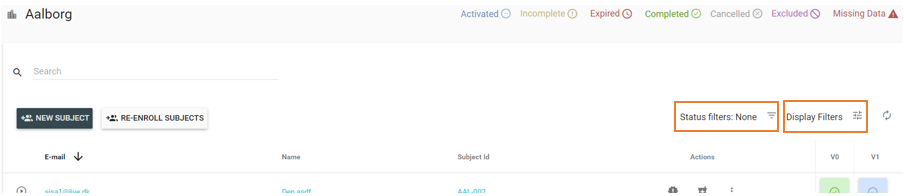 Aalborg
Activated Incomplete Expired Completed Cancelled Excluded Missing Data
Search
NEW SUBJECT RE-ENROLL SUBJECTS Status filters: None Display Filters
E-mail Name Subject Id Actions V0 V1
sisa1@live.dk Den asdf AAL-002